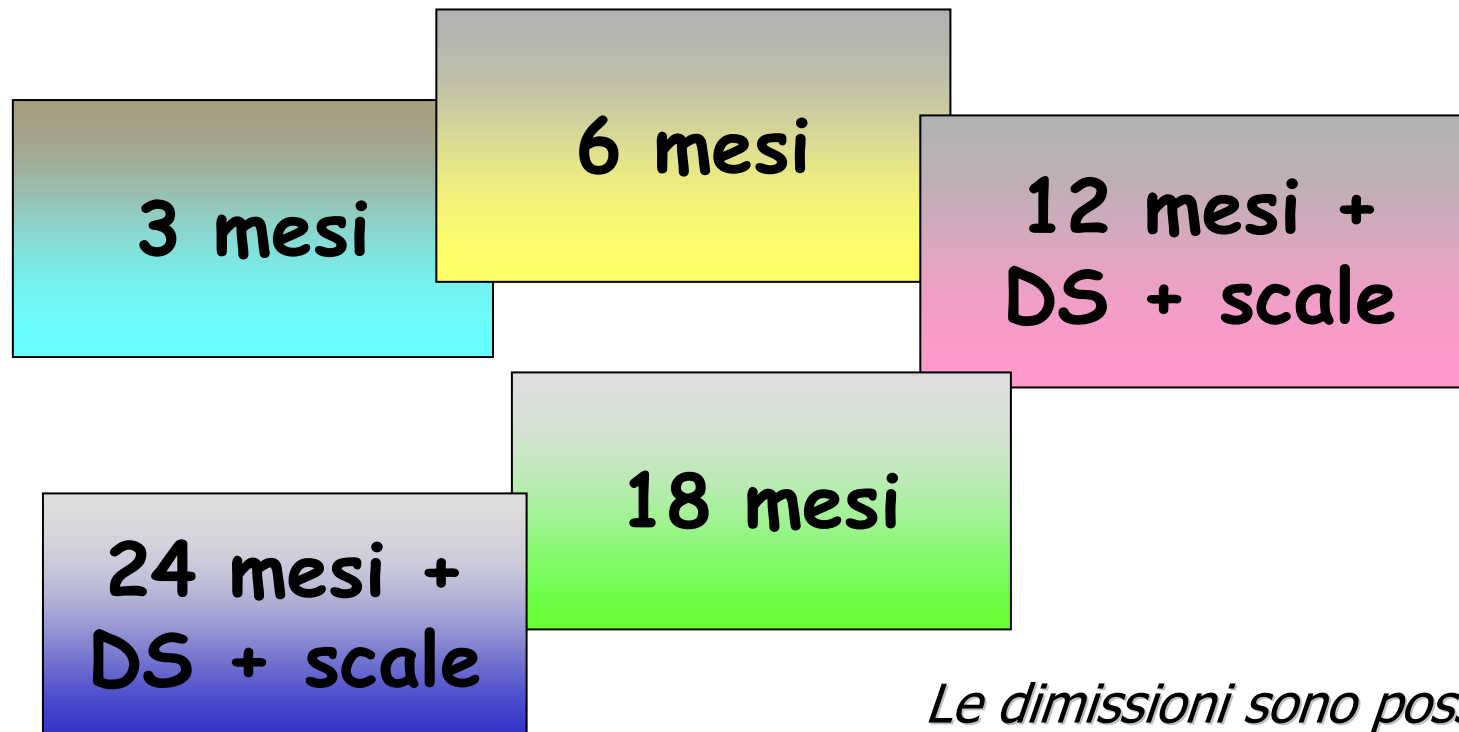 3 mesi
6 mesi
12 mesi +
DS + scale
18 mesi
24 mesi +
DS + scale
Le dimissioni sono